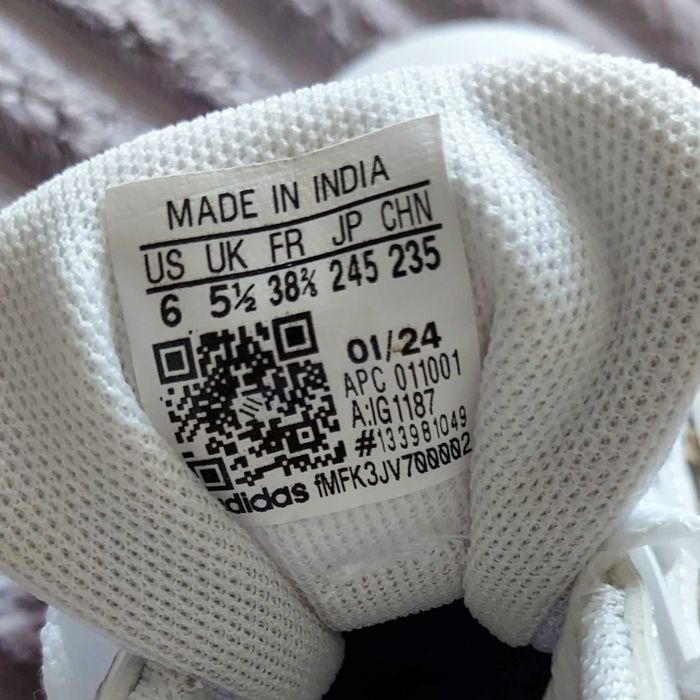 MADE IN INDIA
US UK FR JP CHN
6 5½ 38⅔ 245 235
01/24
APC 011001
A:IG1187
#133981049
adidas fMFK3JV700002